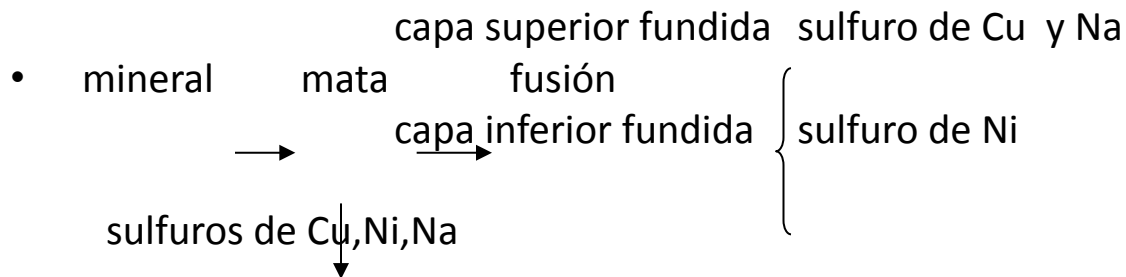 capa superior fundida sulfuro de Cu y Na
• mineral mata fusión
capa inferior fundida sulfuro de Ni
sulfuros de Cu,Ni,Na